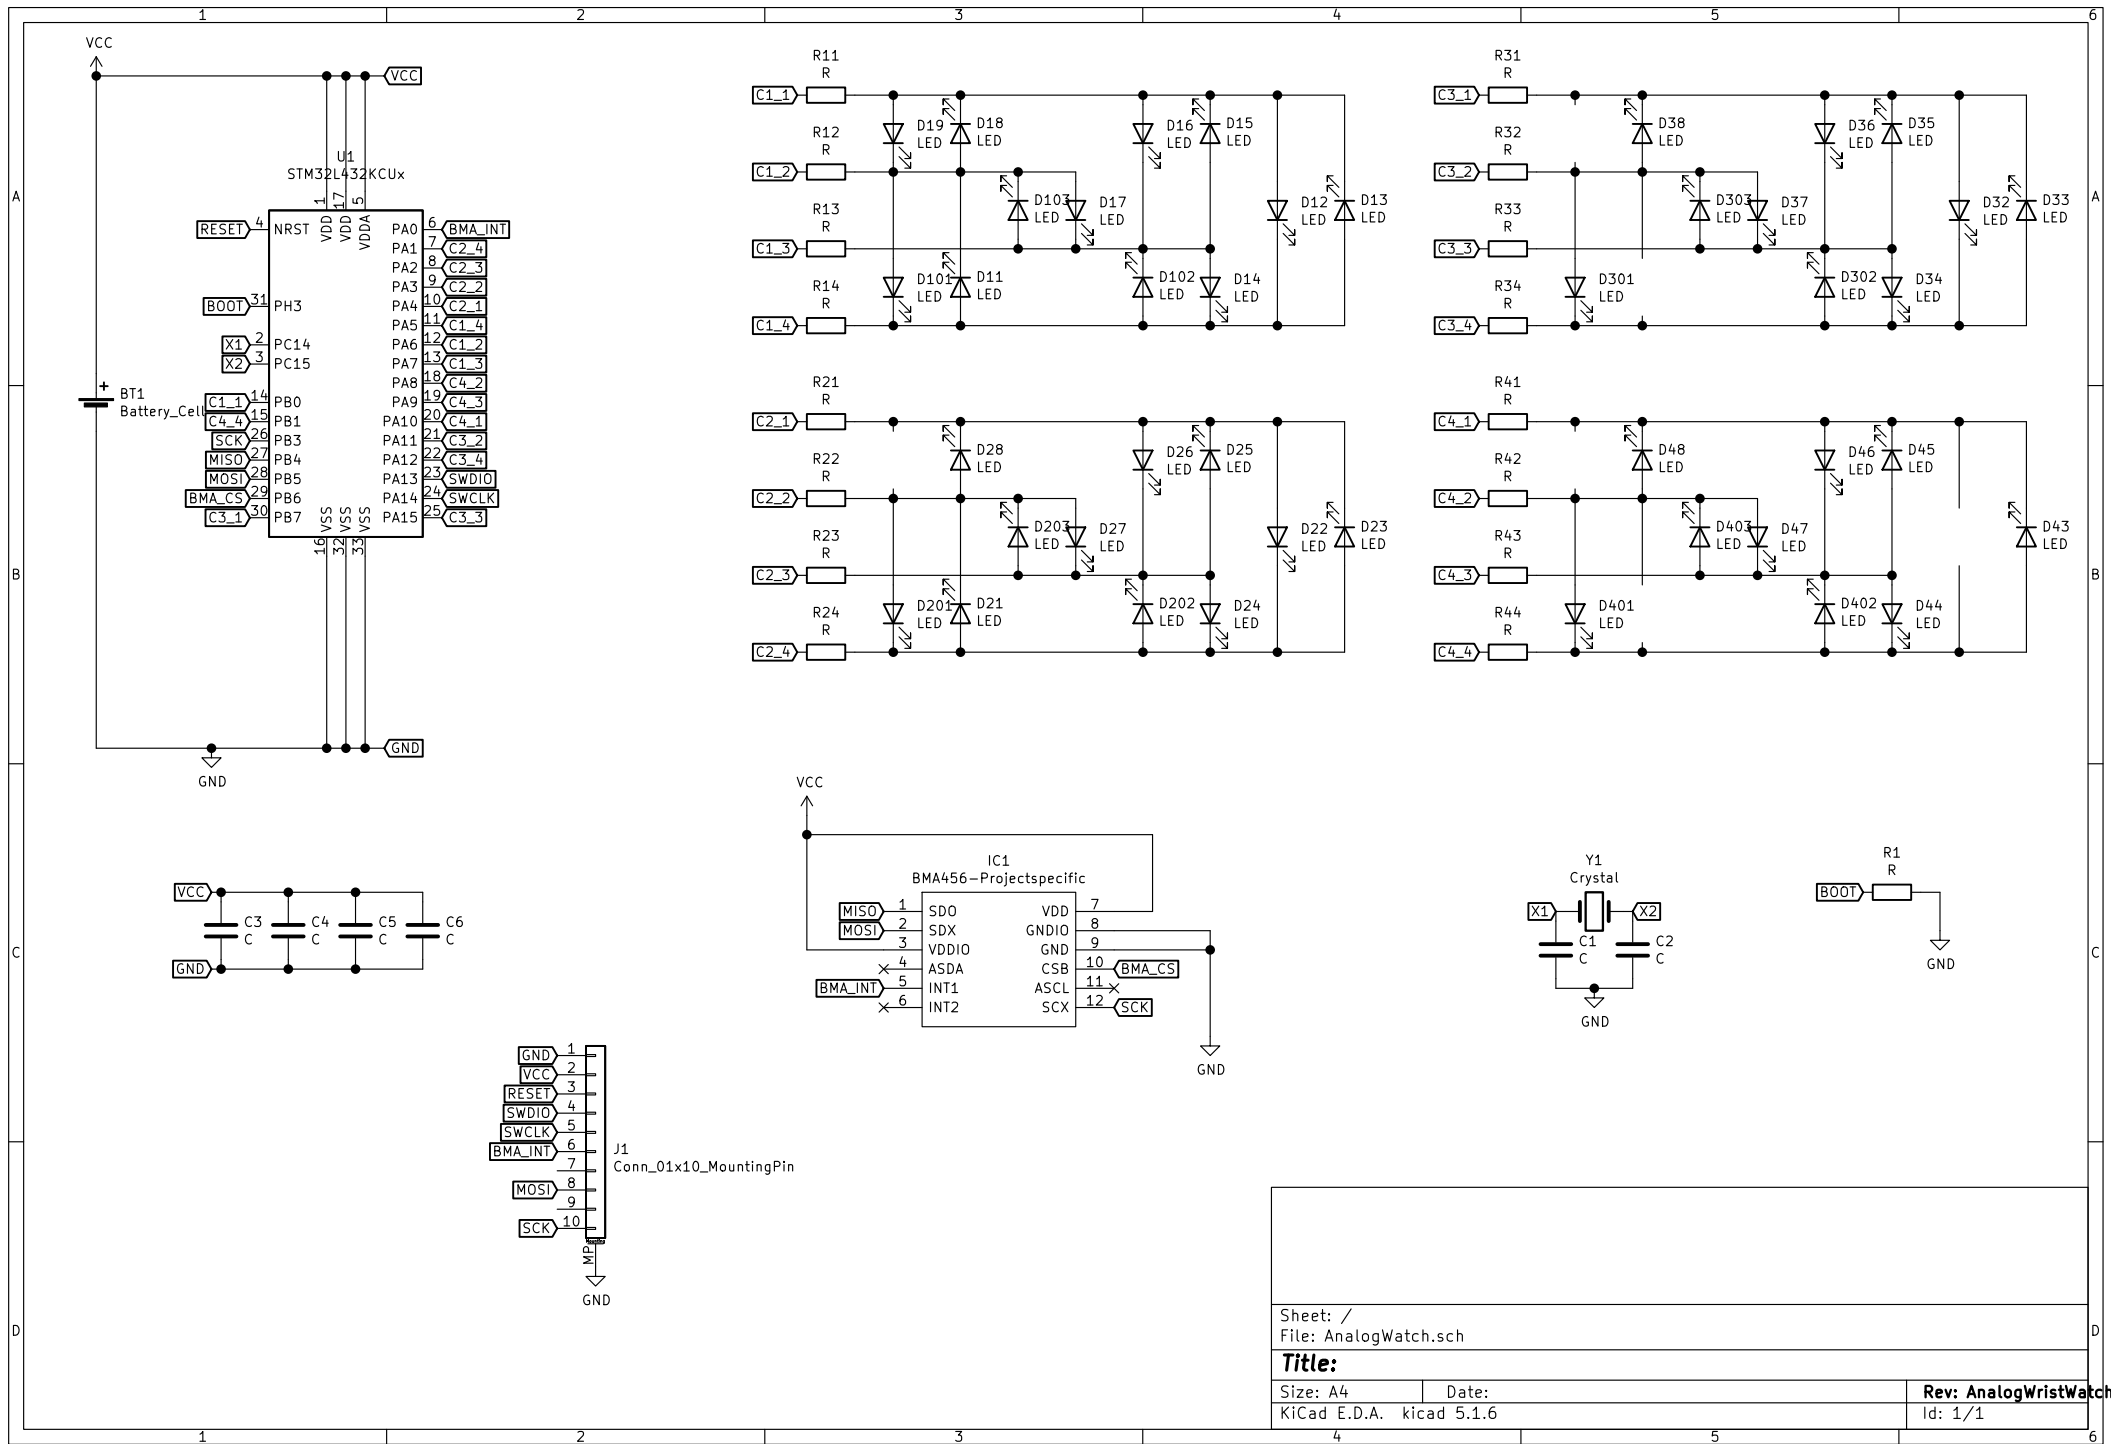 1 2 3 4 5 6
VCC
VCC
U1
STM32L432KCUx
1 VDD
17 VDD
5 VDDA
RESET 4 NRST
BOOT 31 PH3
X1 2 PC14
X2 3 PC15
C1_1 14 PB0
C4_4 15 PB1
SCK 26 PB3
MISO 27 PB4
MOSI 28 PB5
BMA_CS 29 PB6
C3_1 30 PB7
PA0 6 BMA_INT
PA1 7 C2_4
PA2 8 C2_3
PA3 9 C2_2
PA4 10 C2_1
PA5 11 C1_4
PA6 12 C1_2
PA7 13 C1_3
PA8 18 C4_2
PA9 19 C4_3
PA10 20 C4_1
PA11 21 C3_2
PA12 22 C3_4
PA13 23 SWDIO
PA14 24 SWCLK
PA15 25 C3_3
VSS 16
VSS 32
VSS 33
+
BT1
Battery_Cell
GND
GND
R11
R
C1_1
R12
R
C1_2
R13
R
C1_3
R14
R
C1_4
D19
LED
D18
LED
D16
LED
D15
LED
D103
LED
D17
LED
D12
LED
D13
LED
D101
LED
D11
LED
D102
LED
D14
LED
R31
R
C3_1
R32
R
C3_2
R33
R
C3_3
R34
R
C3_4
D38
LED
D36
LED
D35
LED
D303
LED
D37
LED
D32
LED
D33
LED
D301
LED
D302
LED
D34
LED
R21
R
C2_1
R22
R
C2_2
R23
R
C2_3
R24
R
C2_4
D28
LED
D26
LED
D25
LED
D203
LED
D27
LED
D22
LED
D23
LED
D201
LED
D21
LED
D202
LED
D24
LED
R41
R
C4_1
R42
R
C4_2
R43
R
C4_3
R44
R
C4_4
D48
LED
D46
LED
D45
LED
D403
LED
D47
LED
D43
LED
D401
LED
D402
LED
D44
LED
VCC
C3
C
C4
C
C5
C
C6
C
GND
VCC
IC1
BMA456-Projectspecific
MISO 1 SDO
MOSI 2 SDX
3 VDDIO
4 ASDA
BMA_INT 5 INT1
6 INT2
VDD 7
GNDIO 8
GND 9
CSB 10 BMA_CS
ASCL 11
SCX 12 SCK
GND
Y1
Crystal
X1
X2
C1
C
C2
C
GND
R1
R
BOOT
GND
GND 1
VCC 2
RESET 3
SWDIO 4
SWCLK 5
BMA_INT 6
7
MOSI 8
9
SCK 10
J1
Conn_01x10_MountingPin
MP
GND
Sheet: /
File: AnalogWatch.sch
Title:
Size: A4 Date: Rev: AnalogWristWatch
KiCad E.D.A. kicad 5.1.6 Id: 1/1
A
B
C
D
A
B
C
D
1 2 3 4 5 6